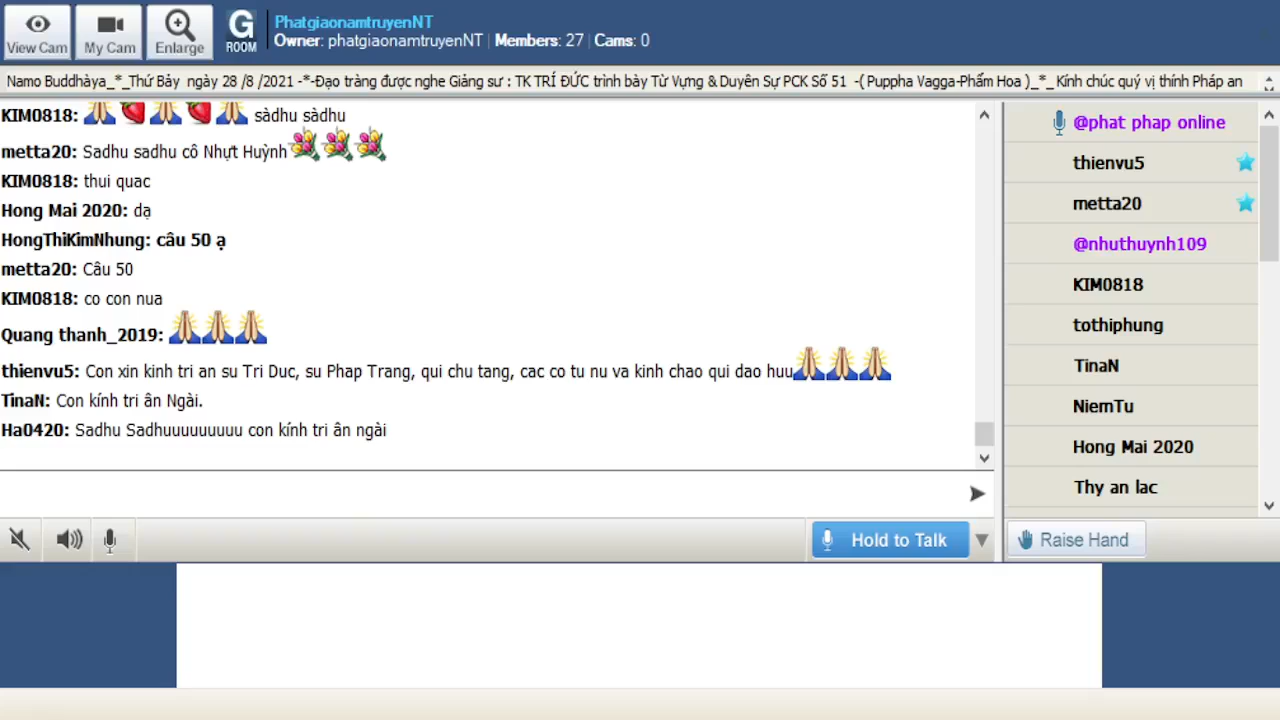 View Cam
My Cam
Enlarge
G
ROOM
PhatgiaonamtruyenNT
Owner: phatgiaonamtruyenNT | Members: 27 | Cams: 0
Namo Buddhàya_*_Thứ Bảy ngày 28 /8 /2021 -*-Đạo tràng được nghe Giảng sư : TK TRÍ ĐỨC trình bày Từ Vựng & Duyên Sự PCK Số 51 -( Puppha Vagga-Phẩm Hoa )_*_ Kính chúc quý vị thính Pháp an
KIM0818: sàdhu sàdhu
metta20: Sadhu sadhu cô Nhựt Huỳnh
KIM0818: thui quac
Hong Mai 2020: dạ
HongThiKimNhung: câu 50 ạ
metta20: Câu 50
KIM0818: co con nua
Quang thanh_2019:
thienvu5: Con xin kinh tri an su Tri Duc, su Phap Trang, qui chu tang, cac co tu nu va kinh chao qui dao huu
TinaN: Con kính tri ân Ngài.
Ha0420: Sadhu Sadhuuuuuuuuu con kính tri ân ngài
@phat phap online
thienvu5
metta20
@nhuthuynh109
KIM0818
tothiphung
TinaN
NiemTu
Hong Mai 2020
Thy an lac
Hold to Talk
Raise Hand